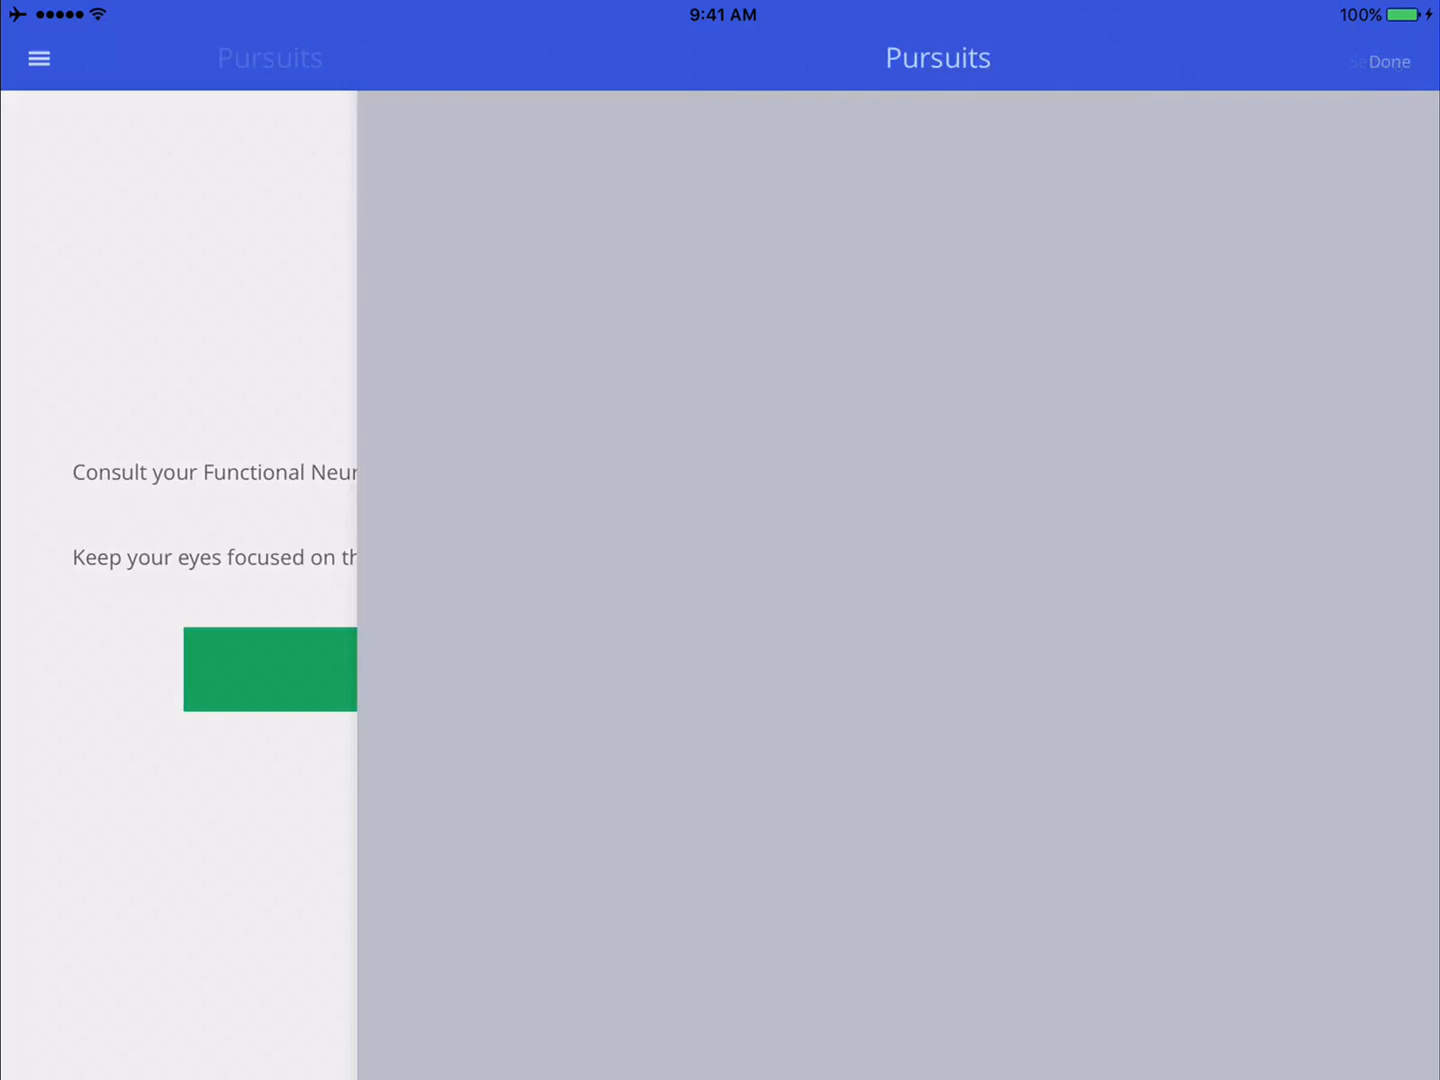 9:41 AM
100%
Pursuits
Pursuits
Done
Consult your Functional Neur
Keep your eyes focused on th